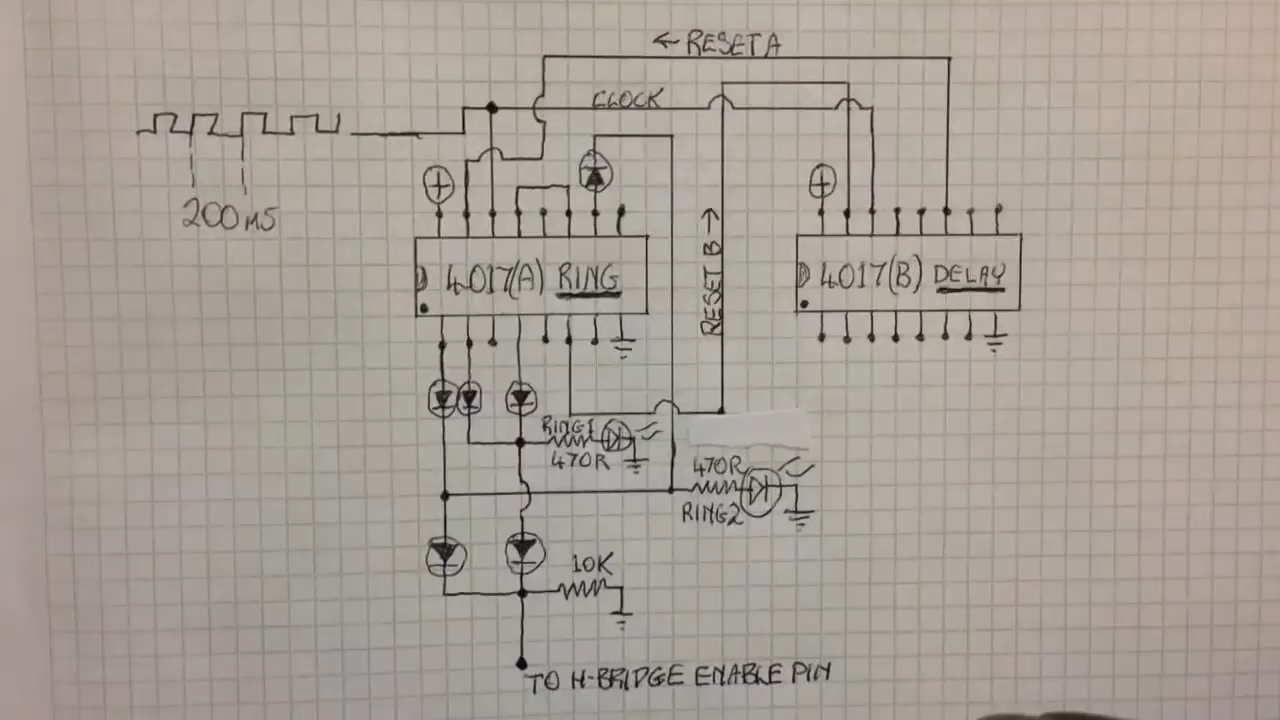 ← RESET A
CLOCK
200MS
RESET B →
4017(A) RING
4017(B) DELAY
RING1
470R
470R
RING2
10K
TO H-BRIDGE ENABLE PIN